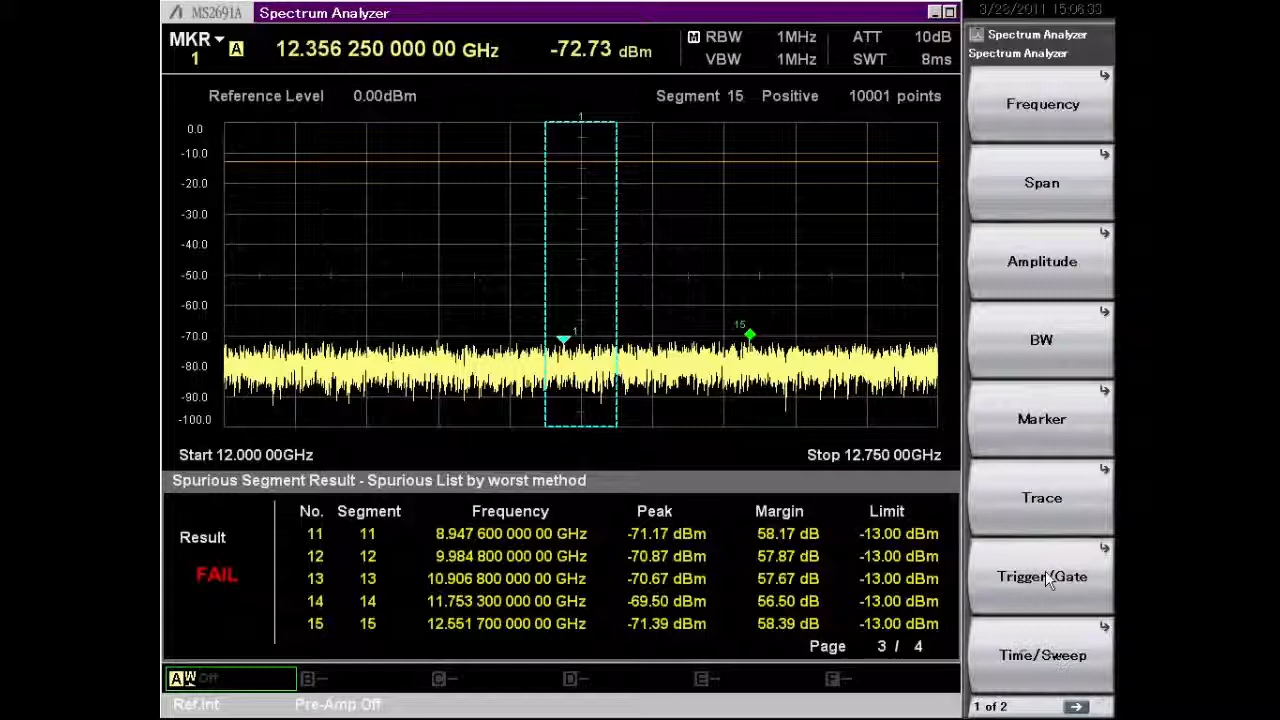 MS2691A Spectrum Analyzer
3/23/2011 15:06:33
MKR 1 A 12.356 250 000 00 GHz -72.73 dBm
M RBW 1MHz ATT 10dB
VBW 1MHz SWT 8ms
Reference Level 0.00dBm Segment 15 Positive 10001 points
1
0.0
-10.0
-20.0
-30.0
-40.0
-50.0
-60.0
-70.0
-80.0
-90.0
-100.0
1
15
Start 12.000 00GHz Stop 12.750 00GHz
Spurious Segment Result - Spurious List by worst method
Result
FAIL
No. Segment Frequency Peak Margin Limit
11 11 8.947 600 000 00 GHz -71.17 dBm 58.17 dB -13.00 dBm
12 12 9.984 800 000 00 GHz -70.87 dBm 57.87 dB -13.00 dBm
13 13 10.906 800 000 00 GHz -70.67 dBm 57.67 dB -13.00 dBm
14 14 11.753 300 000 00 GHz -69.50 dBm 56.50 dB -13.00 dBm
15 15 12.551 700 000 00 GHz -71.39 dBm 58.39 dB -13.00 dBm
Page 3 / 4
A W Off B C D E F
Ref.Int Pre-Amp Off
Spectrum Analyzer
Spectrum Analyzer
Frequency
Span
Amplitude
BW
Marker
Trace
Trigger/Gate
Time/Sweep
1 of 2